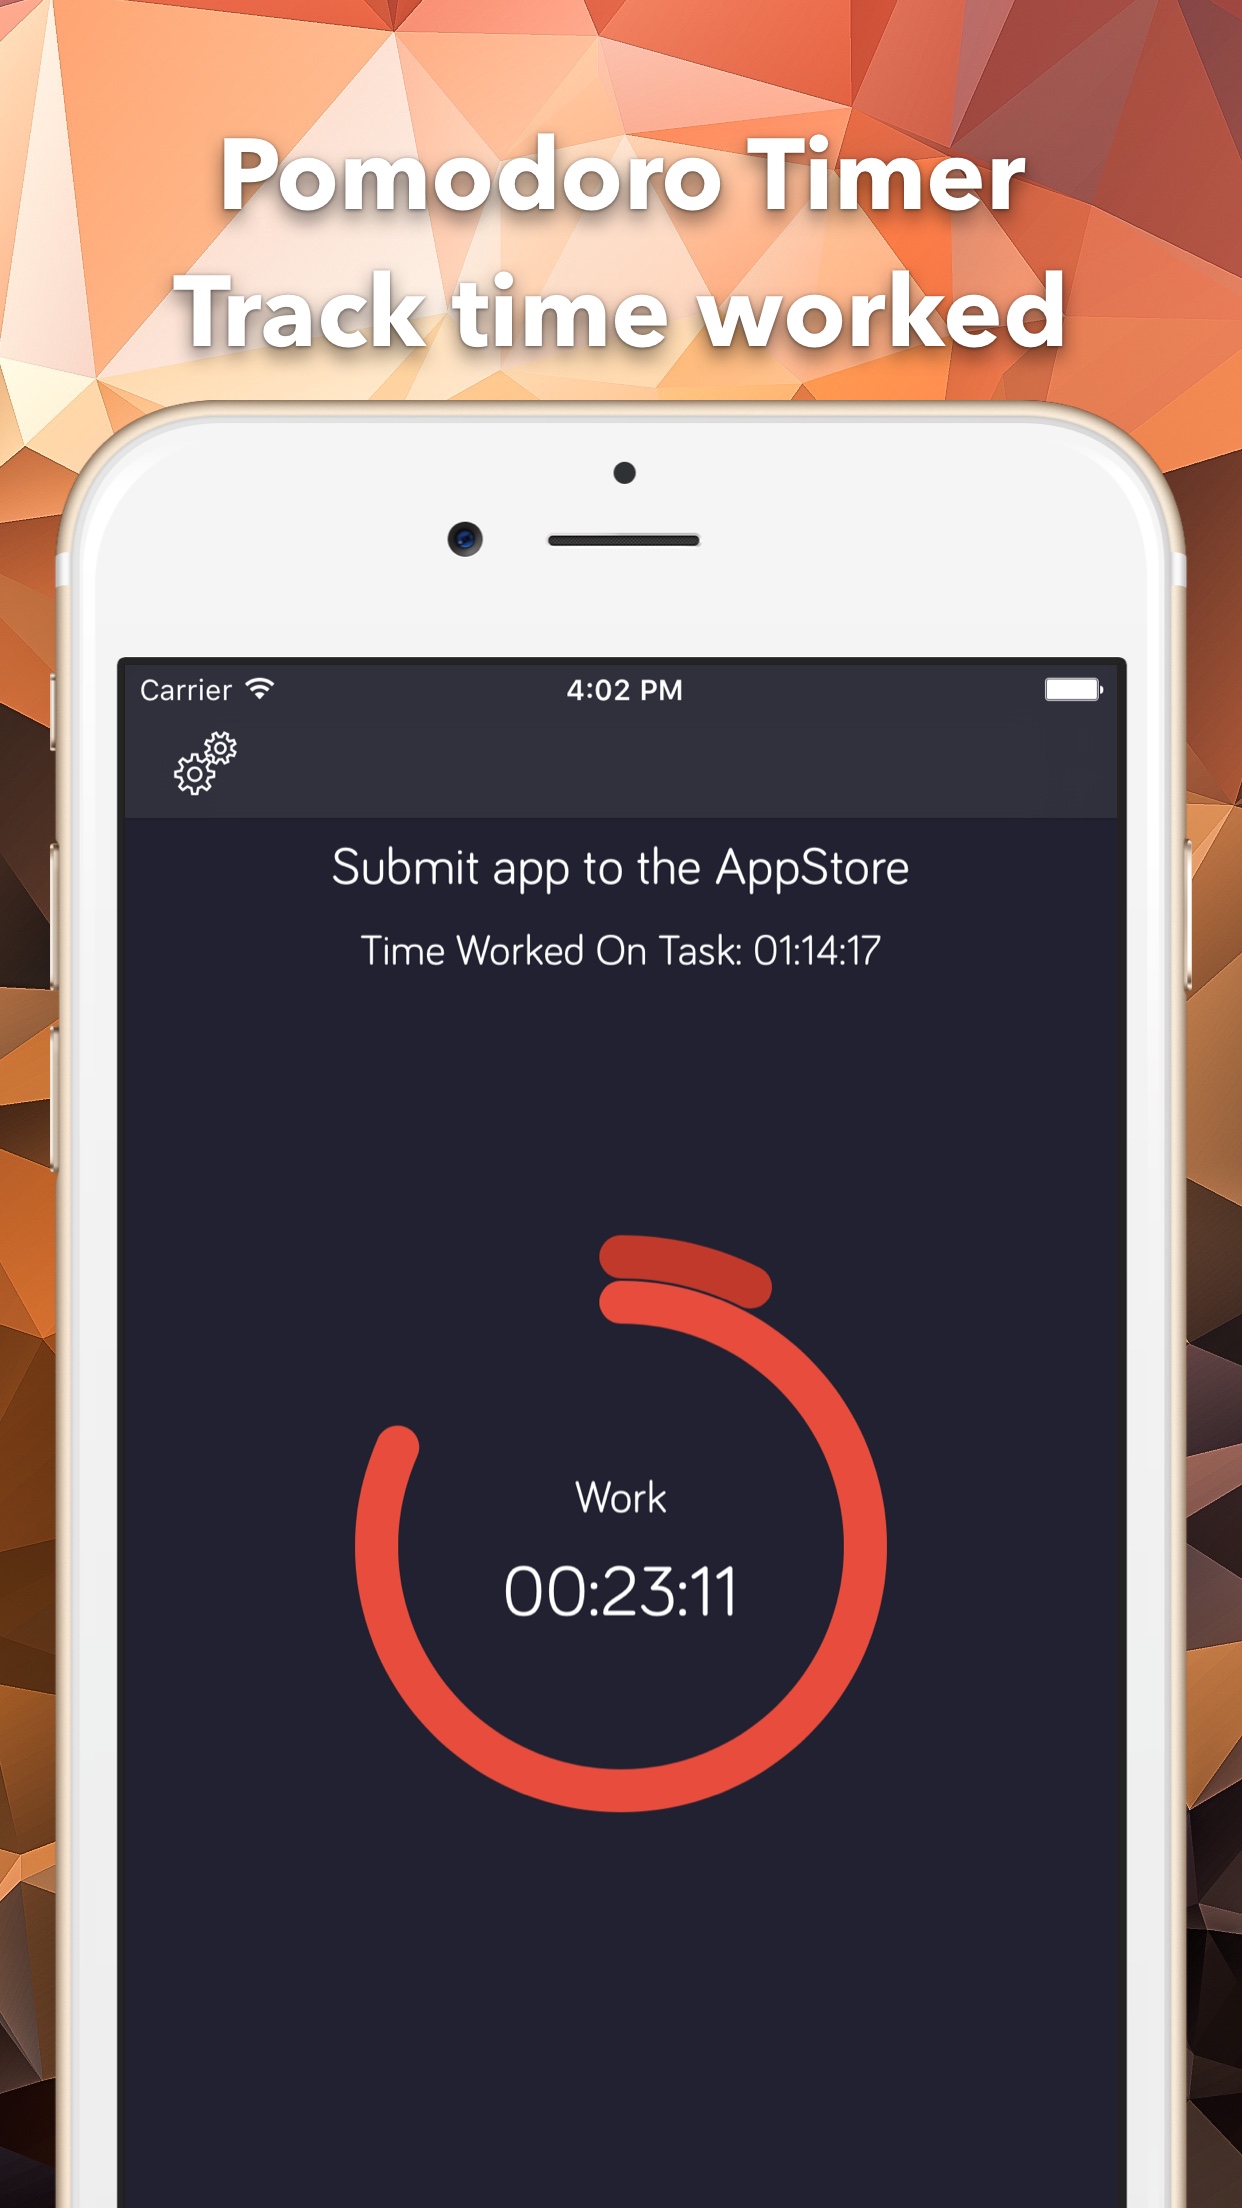 Pomodoro Timer
Track time worked
Carrier
4:02 PM
Submit app to the AppStore
Time Worked On Task: 01:14:17
Work
00:23:11